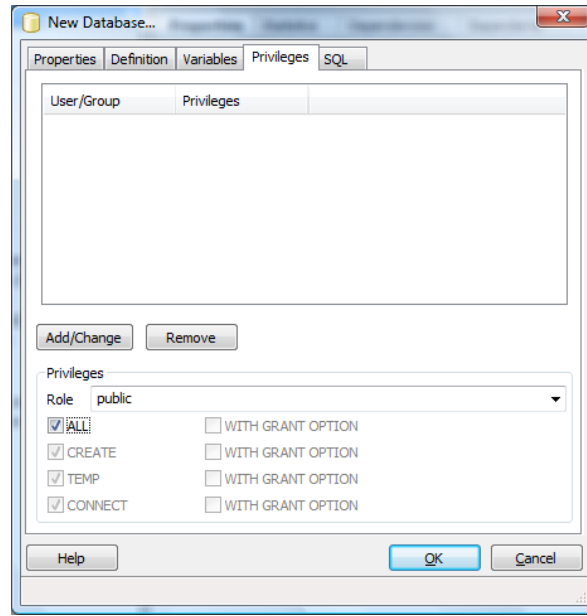 New Database...
Properties Definition Variables Privileges SQL
User/Group Privileges
Add/Change Remove
Privileges
Role public
ALL WITH GRANT OPTION
CREATE WITH GRANT OPTION
TEMP WITH GRANT OPTION
CONNECT WITH GRANT OPTION
Help OK Cancel